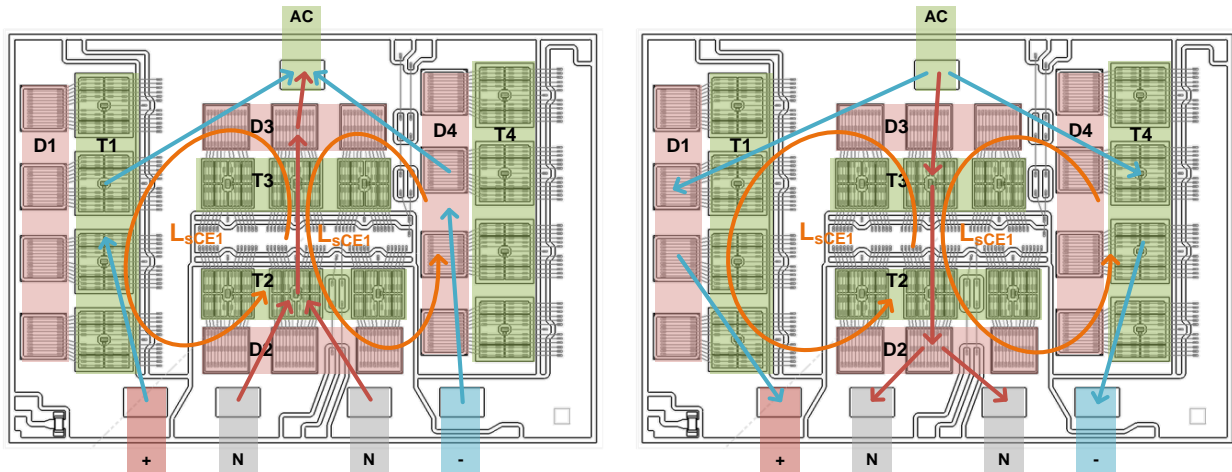 AC
D3
D4
D1
T1
T4
T3
LsCE1
LsCE1
T2
D2
+
N
N
-
AC
D3
D4
D1
T1
T4
T3
LsCE1
LsCE1
T2
D2
+
N
N
-